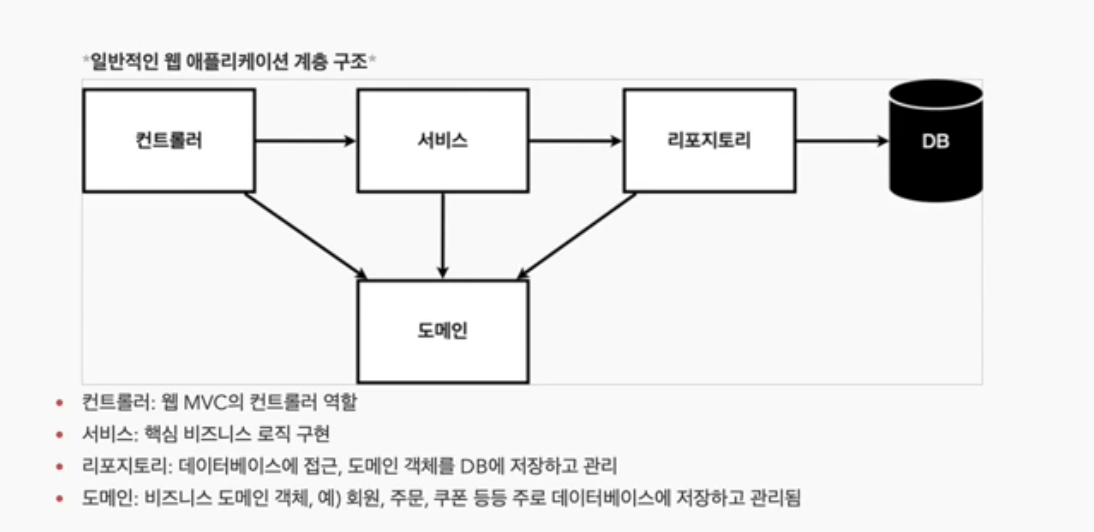 *일반적인 웹 애플리케이션 계층 구조*
컨트롤러
서비스
리포지토리
DB
도메인
• 컨트롤러: 웹 MVC의 컨트롤러 역할
• 서비스: 핵심 비즈니스 로직 구현
• 리포지토리: 데이터베이스에 접근, 도메인 객체를 DB에 저장하고 관리
• 도메인: 비즈니스 도메인 객체, 예) 회원, 주문, 쿠폰 등등 주로 데이터베이스에 저장하고 관리됨